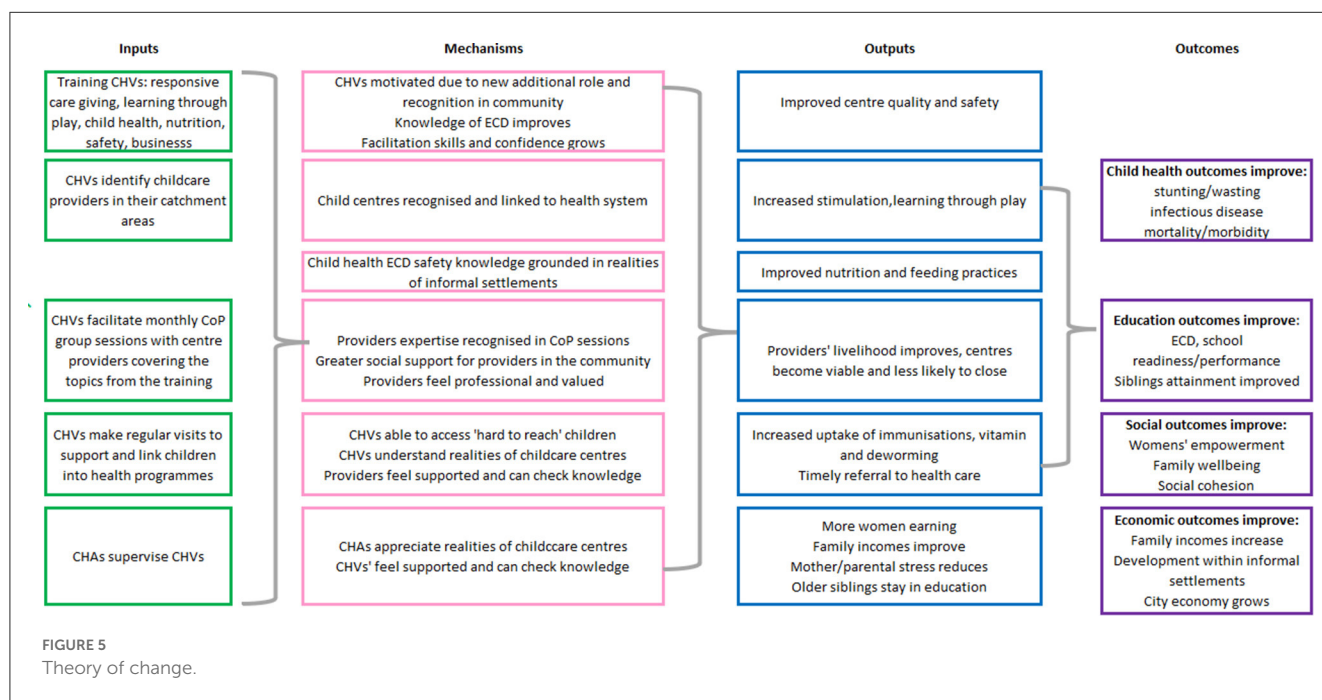 Inputs
Training CHVs: responsive
care giving, learning through
play, child health, nutrition,
safety, businesss
CHVs identify childcare
providers in their catchment
areas
CHVs facilitate monthly CoP
group sessions with centre
providers covering the
topics from the training
CHVs make regular visits to
support and link children
into health programmes
CHAs supervise CHVs
Mechanisms
CHVs motivated due to new additional role and
recognition in community
Knowledge of ECD improves
Facilitation skills and confidence grows
Child centres recognised and linked to health system
Child health ECD safety knowledge grounded in realities
of informal settlements
Providers expertise recognised in CoP sessions
Greater social support for providers in the community
Providers feel professional and valued
CHVs able to access 'hard to reach' children
CHVs understand realities of childcare centres
Providers feel supported and can check knowledge
CHAs appreciate realities of childccare centres
CHVs' feel supported and can check knowledge
Outputs
Improved centre quality and safety
Increased stimulation,learning through play
Improved nutrition and feeding practices
Providers' livelihood improves, centres
become viable and less likely to close
Increased uptake of immunisations, vitamin
and deworming
Timely referral to health care
More women earning
Family incomes improve
Mother/parental stress reduces
Older siblings stay in education
Outcomes
Child health outcomes improve:
stunting/wasting
infectious disease
mortality/morbidity
Education outcomes improve:
ECD, school
readiness/performance
Siblings attainment improved
Social outcomes improve:
Womens' empowerment
Family wellbeing
Social cohesion
Economic outcomes improve:
Family incomes increase
Development within informal
settlements
City economy grows
FIGURE 5
Theory of change.